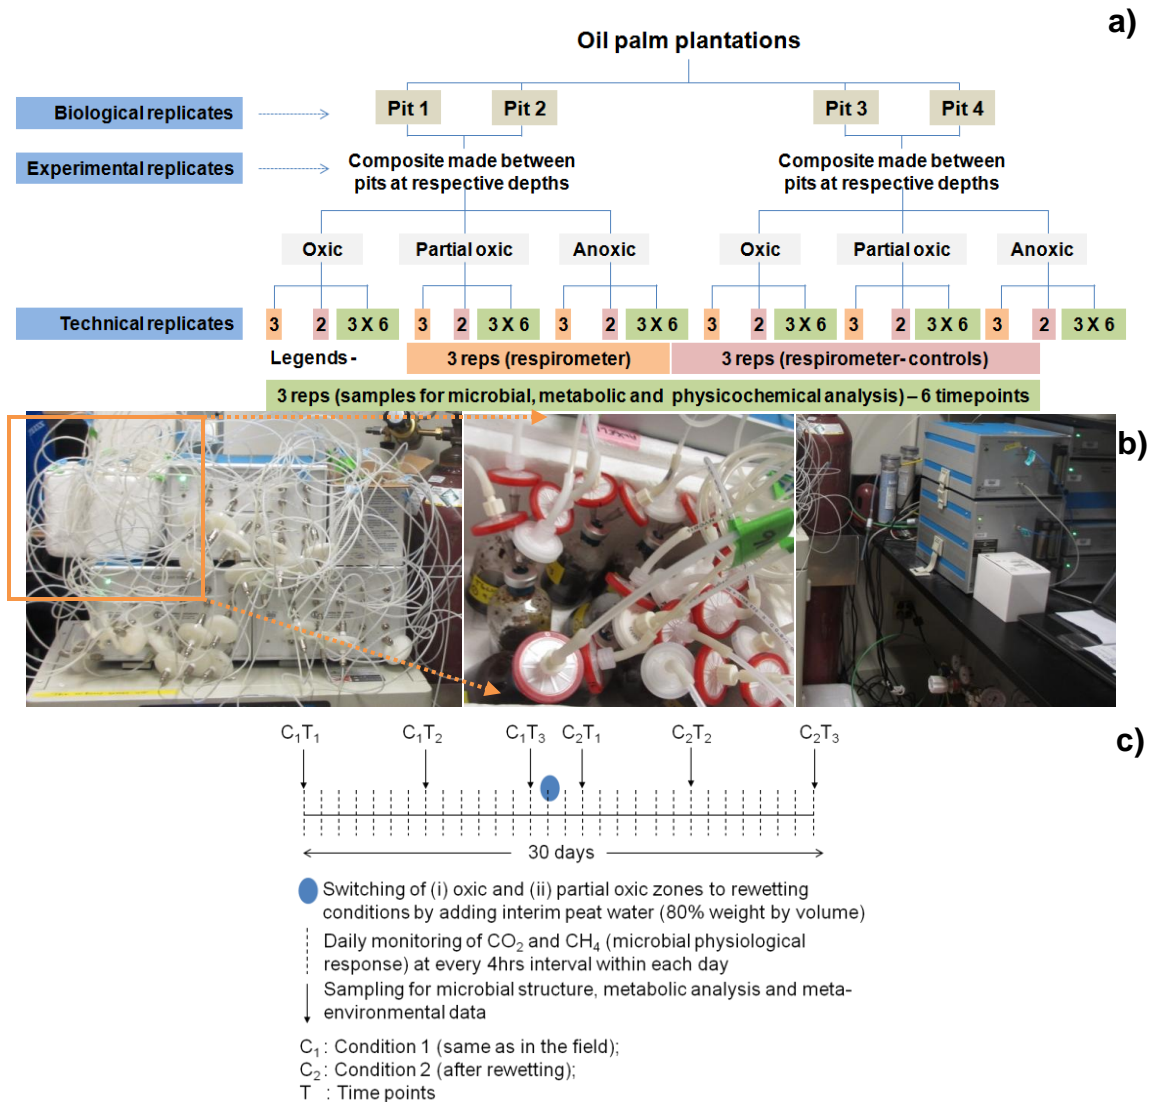 a)
Oil palm plantations
Biological replicates
Pit 1
Pit 2
Pit 3
Pit 4
Experimental replicates
Composite made between
pits at respective depths
Composite made between
pits at respective depths
Oxic
Partial oxic
Anoxic
Oxic
Partial oxic
Anoxic
Technical replicates
3 2 3 X 6 3 2 3 X 6 3 2 3 X 6 3 2 3 X 6 3 2 3 X 6 3 2 3 X 6
Legends -
3 reps (respirometer)
3 reps (respirometer- controls)
3 reps (samples for microbial, metabolic and physicochemical analysis) – 6 timepoints
b)
c)
C₁T₁ C₁T₂ C₁T₃ C₂T₁ C₂T₂ C₂T₃
30 days
Switching of (i) oxic and (ii) partial oxic zones to rewetting
conditions by adding interim peat water (80% weight by volume)
Daily monitoring of CO₂ and CH₄ (microbial physiological
response) at every 4hrs interval within each day
Sampling for microbial structure, metabolic analysis and meta-
environmental data
C₁ : Condition 1 (same as in the field);
C₂ : Condition 2 (after rewetting);
T : Time points